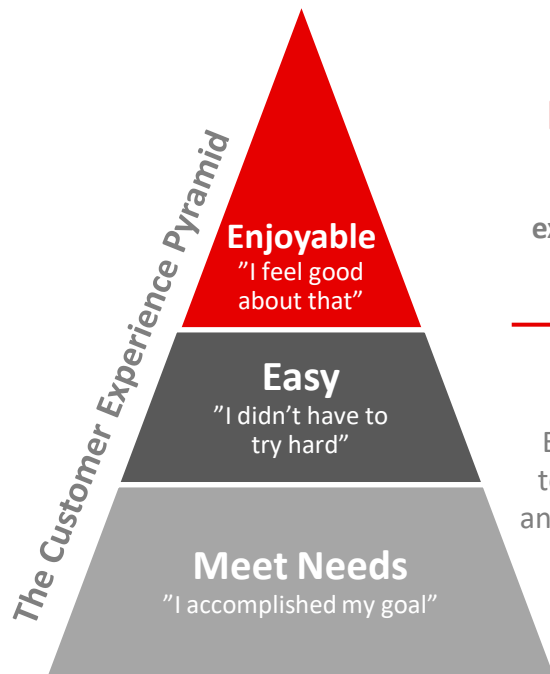 The Customer Experience Pyramid
Enjoyable
”I feel good
about that”
Easy
”I didn’t have to
try hard”
Meet Needs
”I accomplished my goal”
an